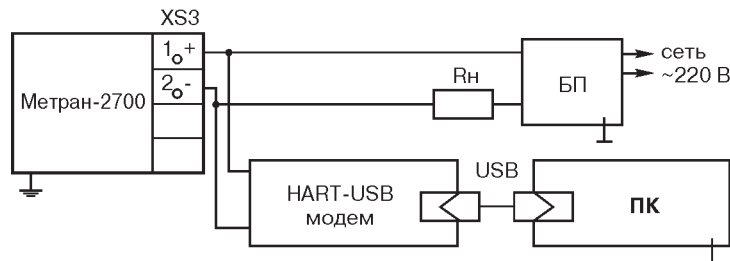 XS3
1 +
2 -
Метран-2700
Rн
БП
сеть
~220 В
USB
HART-USB
модем
ПК